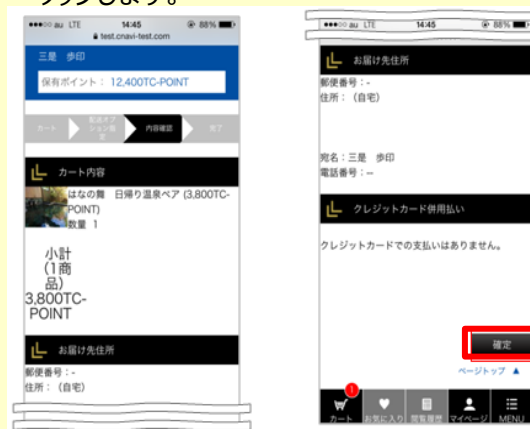 ●●●○○ au LTE 14:45 88%
test.cnavi-test.com
三是 歩印
保有ポイント： 12,400TC-POINT
カート
配送オプション指定
内容確認
完了
カート内容
はなの舞 日帰り温泉ペア (3,800TC-
POINT)
数量 1
小計
(1商
品)
3,800TC-
POINT
お届け先住所
郵便番号：-
住所：（自宅）
●●●○○ au LTE 14:45 88%
お届け先住所
郵便番号：-
住所：（自宅）
宛名：三是 歩印
電話番号：--
クレジットカード併用払い
クレジットカードでの支払いはありません。
確定
ページトップ ▲
1
カート お気に入り 閲覧履歴 マイページ MENU